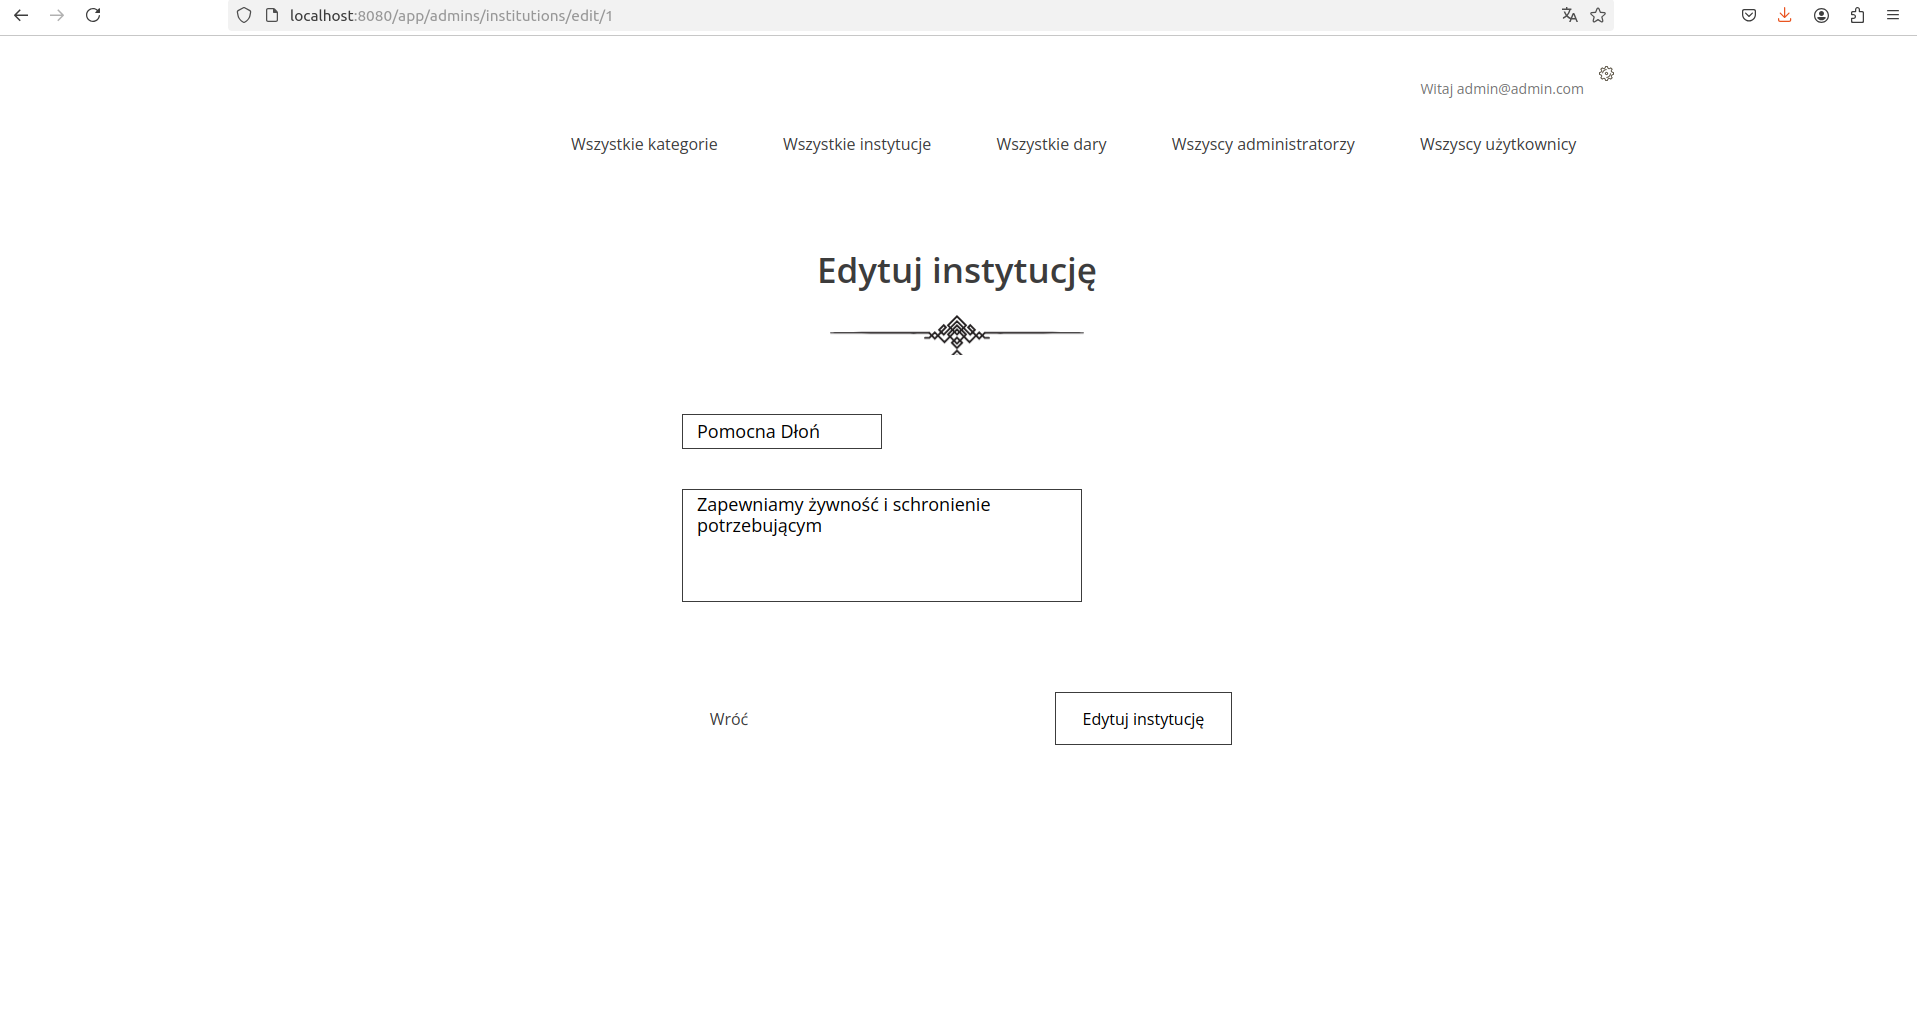 localhost:8080/app/admins/institutions/edit/1
Witaj admin@admin.com
Wszystkie kategorie Wszystkie instytucje Wszystkie dary Wszyscy administratorzy Wszyscy użytkownicy
Edytuj instytucję
Pomocna Dłoń
Zapewniamy żywność i schronienie
potrzebującym
Wróć Edytuj instytucję